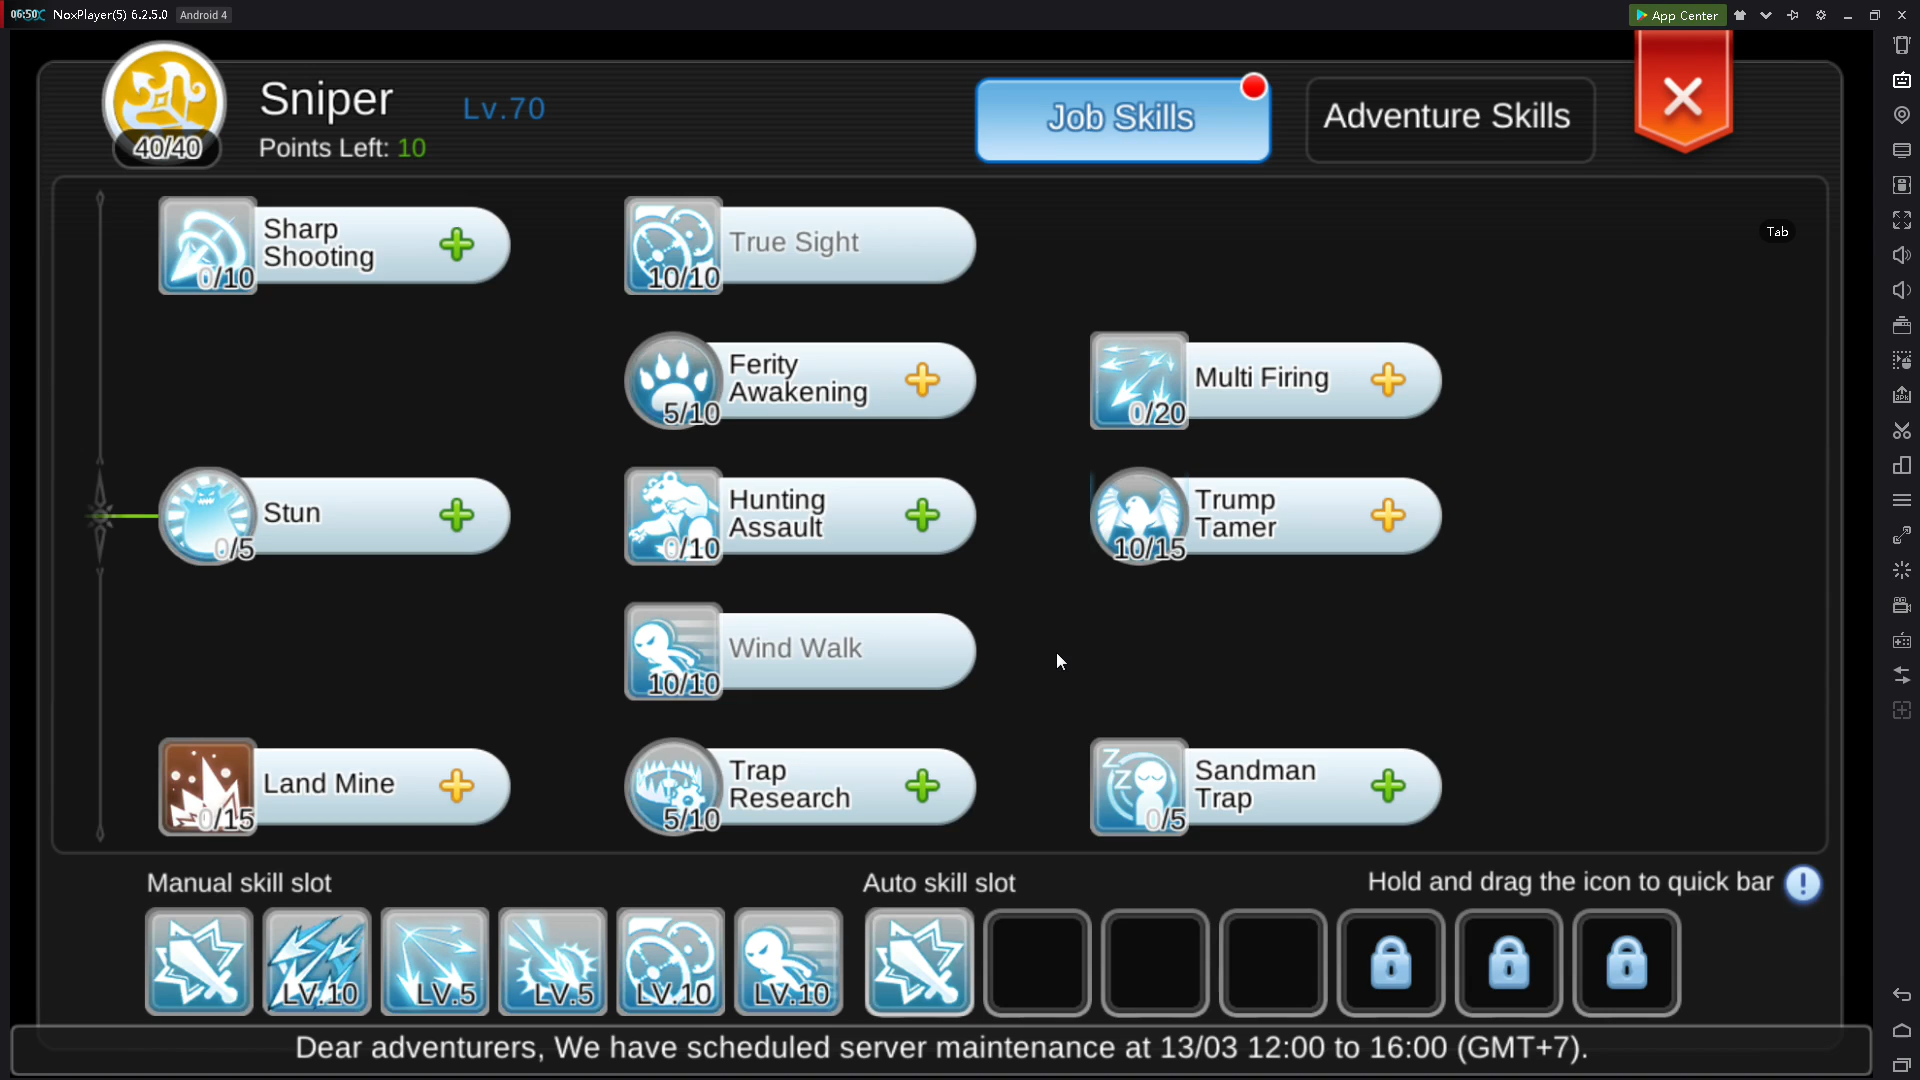 06:50 NoxPlayer(5) 6.2.5.0 Android 4
App Center
Sniper Lv.70
Points Left: 10
40/40
Job Skills
Adventure Skills
Tab
Sharp
Shooting
0/10
True Sight
10/10
Ferity
Awakening
5/10
Multi Firing
0/20
Stun
0/5
Hunting
Assault
0/10
Trump
Tamer
10/15
Wind Walk
10/10
Land Mine
0/15
Trap
Research
5/10
Sandman
Trap
0/5
Manual skill slot
Auto skill slot
Hold and drag the icon to quick bar
LV.10
LV.5
LV.5
LV.10
LV.10
Dear adventurers, We have scheduled server maintenance at 13/03 12:00 to 16:00 (GMT+7).